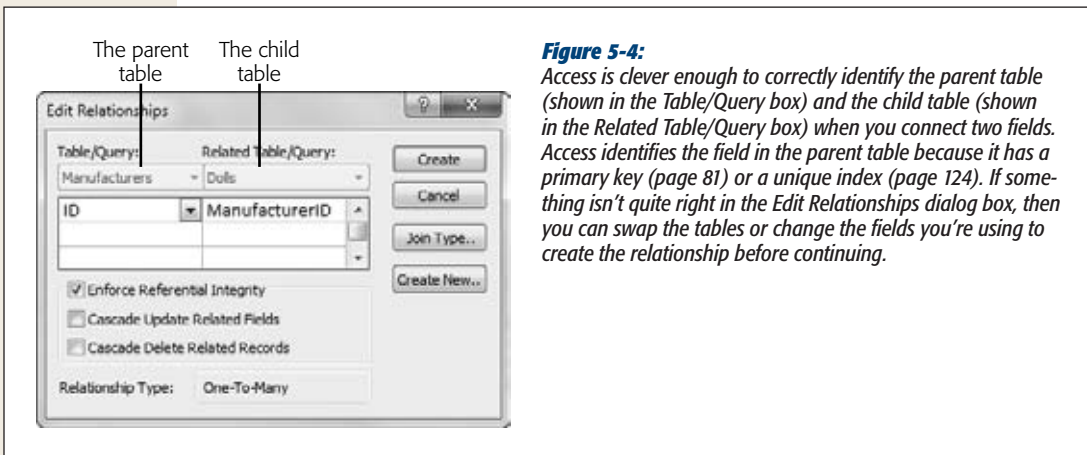 The parent table
The child table
Edit Relationships
Table/Query:
Related Table/Query:
Manufacturers
Dolls
ID
ManufacturerID
Enforce Referential Integrity
Cascade Update Related Fields
Cascade Delete Related Records
Relationship Type:
One-To-Many
Create
Cancel
Join Type..
Create New..
Figure 5-4:
Access is clever enough to correctly identify the parent table
(shown in the Table/Query box) and the child table (shown
in the Related Table/Query box) when you connect two fields.
Access identifies the field in the parent table because it has a
primary key (page 81) or a unique index (page 124). If some-
thing isn't quite right in the Edit Relationships dialog box, then
you can swap the tables or change the fields you're using to
create the relationship before continuing.